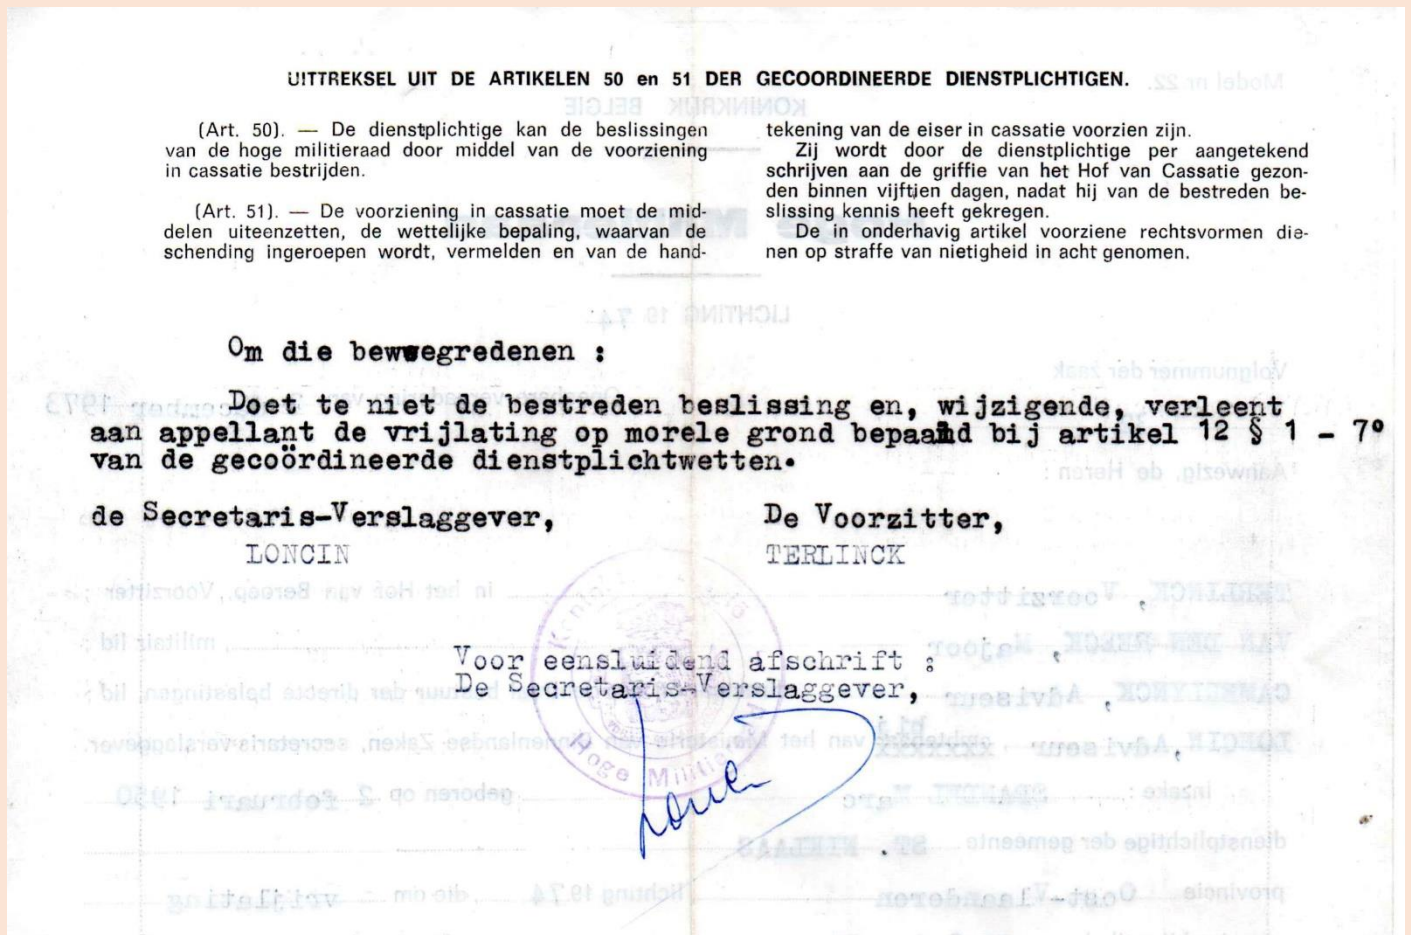 UITTREKSEL UIT DE ARTIKELEN 50 en 51 DER GECOORDINEERDE DIENSTPLICHTIGEN.
(Art. 50). — De dienstplichtige kan de beslissingen
van de hoge militieraad door middel van de voorziening
in cassatie bestrijden.
(Art. 51). — De voorziening in cassatie moet de mid-
delen uiteenzetten, de wettelijke bepaling, waarvan de
schending ingeroepen wordt, vermelden en van de hand-
tekening van de eiser in cassatie voorzien zijn.
Zij wordt door de dienstplichtige per aangetekend
schrijven aan de griffie van het Hof van Cassatie gezon-
den binnen vijftien dagen, nadat hij van de bestreden be-
slissing kennis heeft gekregen.
De in onderhavig artikel voorziene rechtsvormen die-
nen op straffe van nietigheid in acht genomen.
Om die beweegredenen :
Doet te niet de bestreden beslissing en, wijzigende, verleent
aan appellant de vrijlating op morele grond bepaald bij artikel 12 § 1 - 7°
van de gecoördineerde dienstplichtwetten.
de Secretaris-Verslaggever,
LONCIN
De Voorzitter,
TERLINCK
Voor eensluidend afschrift :
De Secretaris-Verslaggever,
Hoge Militie